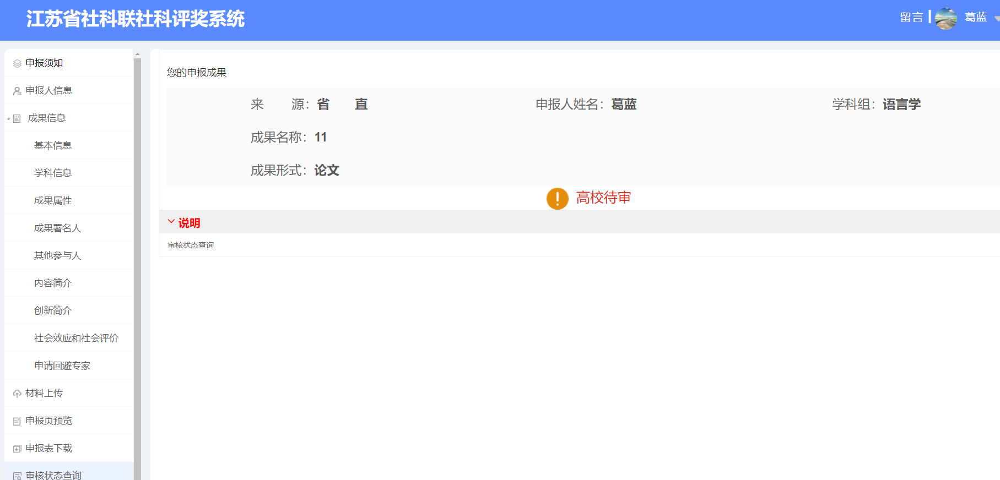 江苏省社科联社科评奖系统
留言
葛蓝
申报须知
申报人信息
成果信息
基本信息
学科信息
成果属性
成果署名人
其他参与人
内容简介
创新简介
社会效应和社会评价
申请回避专家
材料上传
申报页预览
申报表下载
审核状态查询
您的申报成果
来 源：省 直
申报人姓名：葛蓝
学科组：语言学
成果名称：11
成果形式：论文
高校待审
说明
审核状态查询